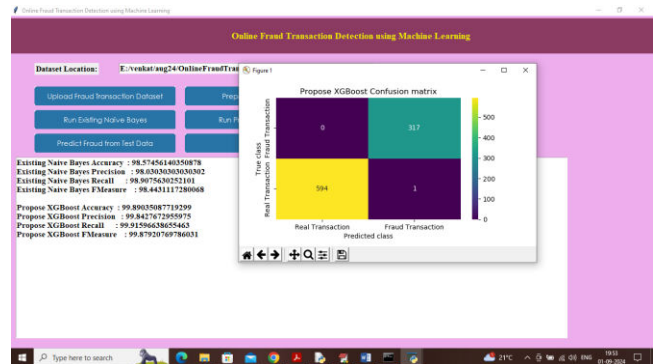 Online Fraud Transaction Detection using Machine Learning
Online Fraud Transaction Detection using Machine Learning
Dataset Location:
E:/venkat/aug24/OnlineFraudTran
Upload Fraud Transaction Dataset
Prep
Run Existing Naive Bayes
Run P
Predict Fraud from Test Data
Existing Naive Bayes Accuracy : 98.57456140350878
Existing Naive Bayes Precision : 98.03030303030302
Existing Naive Bayes Recall : 98.9075630252101
Existing Naive Bayes FMeasure : 98.4431117280068
Propose XGBoost Accuracy : 99.89035087719299
Propose XGBoost Precision : 99.8427672955975
Propose XGBoost Recall : 99.91596638655463
Propose XGBoost FMeasure : 99.87920769786031
Figure 1
Propose XGBoost Confusion matrix
True class
Fraud Transaction
Real Transaction
0
317
594
1
500
400
300
200
100
0
Real Transaction
Fraud Transaction
Predicted class
Type here to search
21°C
ENG
19:53
01-09-2024